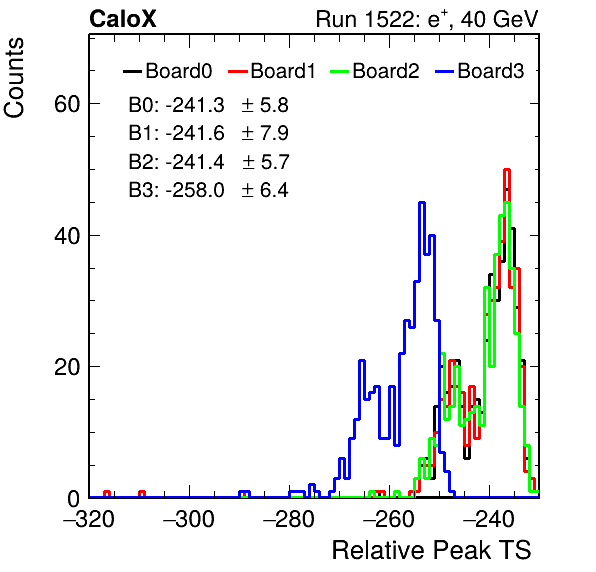 CaloX Run 1522: e⁺, 40 GeV
Counts
Board0 Board1 Board2 Board3
B0: -241.3 ± 5.8
B1: -241.6 ± 7.9
B2: -241.4 ± 5.7
B3: -258.0 ± 6.4
60
40
20
0
−320 −300 −280 −260 −240
Relative Peak TS